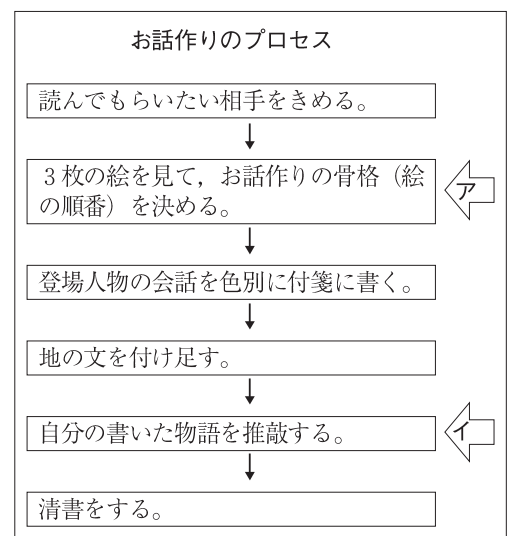 お話作りのプロセス
読んでもらいたい相手をきめる。
3枚の絵を見て，お話作りの骨格（絵
の順番）を決める。
ア
登場人物の会話を色別に付箋に書く。
地の文を付け足す。
自分の書いた物語を推敲する。
イ
清書をする。